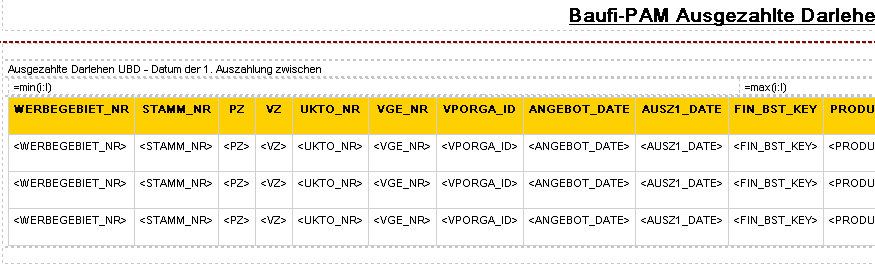 Baufi-PAM Ausgezahlte Darlehe
Ausgezahlte Darlehen UBD - Datum der 1. Auszahlung zwischen
=min(i:I) =max(i:I)
WERBEGEBIET_NR STAMM_NR PZ VZ UKTO_NR VGE_NR VPORGA_ID ANGEBOT_DATE AUSZ1_DATE FIN_BST_KEY PRODU
<WERBEGEBIET_NR> <STAMM_NR> <PZ> <VZ> <UKTO_NR> <VGE_NR> <VPORGA_ID> <ANGEBOT_DATE> <AUSZ1_DATE> <FIN_BST_KEY> <PRODU
<WERBEGEBIET_NR> <STAMM_NR> <PZ> <VZ> <UKTO_NR> <VGE_NR> <VPORGA_ID> <ANGEBOT_DATE> <AUSZ1_DATE> <FIN_BST_KEY> <PRODU
<WERBEGEBIET_NR> <STAMM_NR> <PZ> <VZ> <UKTO_NR> <VGE_NR> <VPORGA_ID> <ANGEBOT_DATE> <AUSZ1_DATE> <FIN_BST_KEY> <PRODU